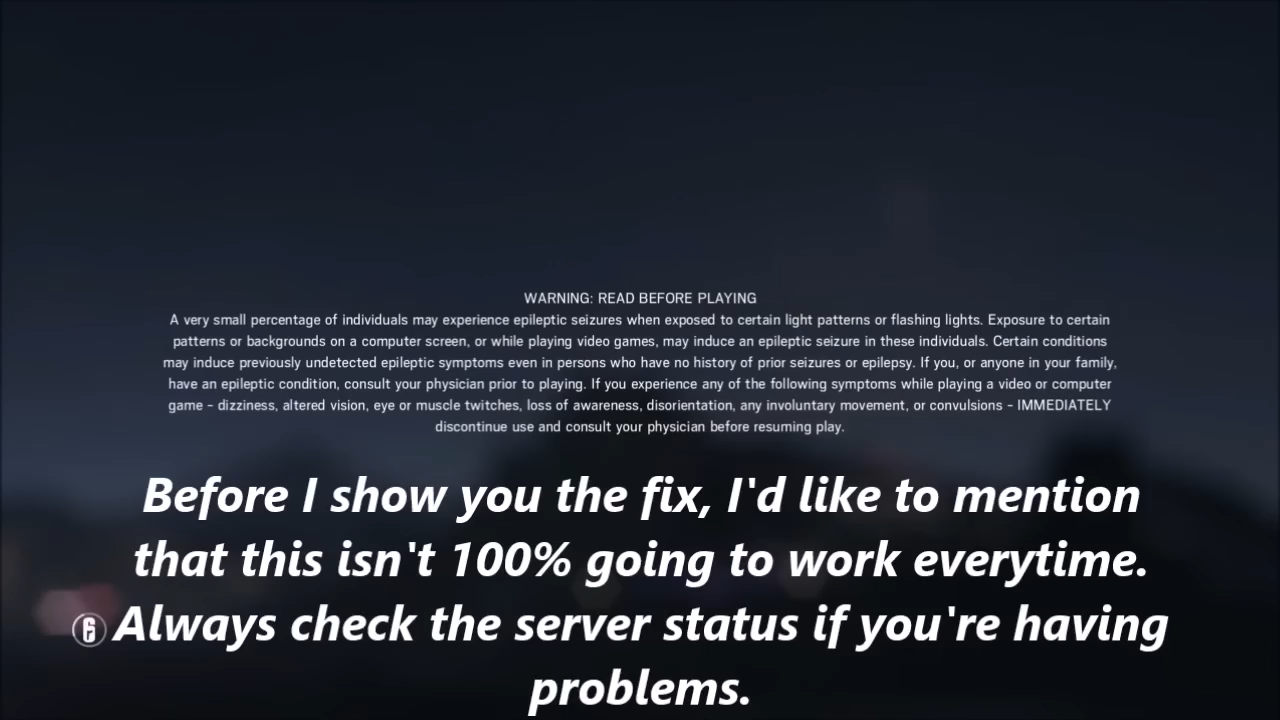 WARNING: READ BEFORE PLAYING
A very small percentage of individuals may experience epileptic seizures when exposed to certain light patterns or flashing lights. Exposure to certain
patterns or backgrounds on a computer screen, or while playing video games, may induce an epileptic seizure in these individuals. Certain conditions
may induce previously undetected epileptic symptoms even in persons who have no history of prior seizures or epilepsy. If you, or anyone in your family,
have an epileptic condition, consult your physician prior to playing. If you experience any of the following symptoms while playing a video or computer
game - dizziness, altered vision, eye or muscle twitches, loss of awareness, disorientation, any involuntary movement, or convulsions - IMMEDIATELY
discontinue use and consult your physician before resuming play.
Before I show you the fix, I'd like to mention
that this isn't 100% going to work everytime.
Always check the server status if you're having
problems.